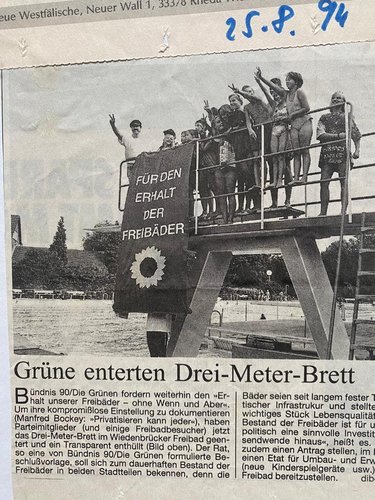 eue Westfälische, Neuer Wall 1, 33378 Rheda
25.8.94
FÜR DEN
ERHALT
DER
FREIBÄDER
Grüne enterten Drei-Meter-Brett
Bündnis 90/Die Grünen fordern weiterhin den »Er-
halt unserer Freibäder – ohne Wenn und Aber«.
Um ihre kompromißlose Einstellung zu dokumentieren
(Manfred Bockey: »Privatisieren kann jeder«), haben
Parteimitglieder (und einige Freibadbesucher) jetzt
das Drei-Meter-Brett im Wiedenbrücker Freibad geen-
tert und ein Transparent enthüllt (Bild oben). Der Rat,
so eine von Bündnis 90/Die Grünen formulierte Be-
schlußvorlage, soll sich zum dauerhaften Bestand der
Freibäder in beiden Stadtteilen bekennen, denn die
Bäder seien seit langem fester
tischer Infrastrukur und stellte
wichtiges Stück Lebensqualität
Bestand der Freibäder ist für u
politik eine sinnvolle Investit
sendwende hinaus«, heißt es.
zudem einen Antrag stellen, im
einen Etat für Umbau- und Erw
(neue Kinderspielgeräte usw.)
Freibad bereitzustellen.
dib